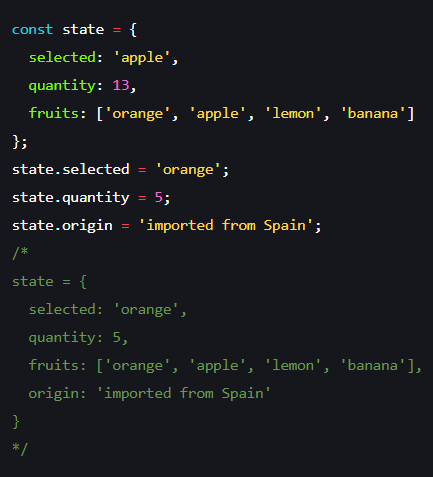 const state = {
  selected: 'apple',
  quantity: 13,
  fruits: ['orange', 'apple', 'lemon', 'banana']
};
state.selected = 'orange';
state.quantity = 5;
state.origin = 'imported from Spain';
/*
state = {
  selected: 'orange',
  quantity: 5,
  fruits: ['orange', 'apple', 'lemon', 'banana'],
  origin: 'imported from Spain'
}
*/